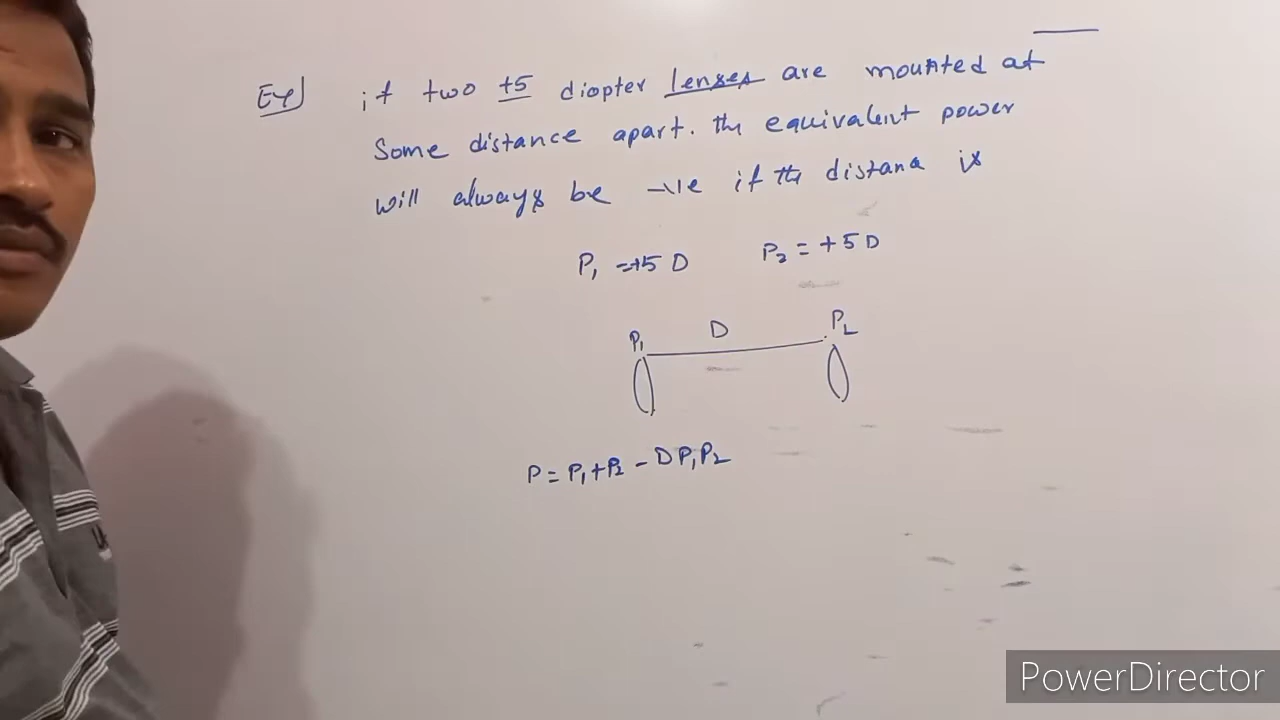 Ex) if two +5 diopter lenses are mounted at
Some distance apart. The equivalent power
will always be -ve if the distance is
P₁ = +5 D P₂ = +5 D
P₁ D P₂
P = P₁ + P₂ - D P₁ P₂
PowerDirector